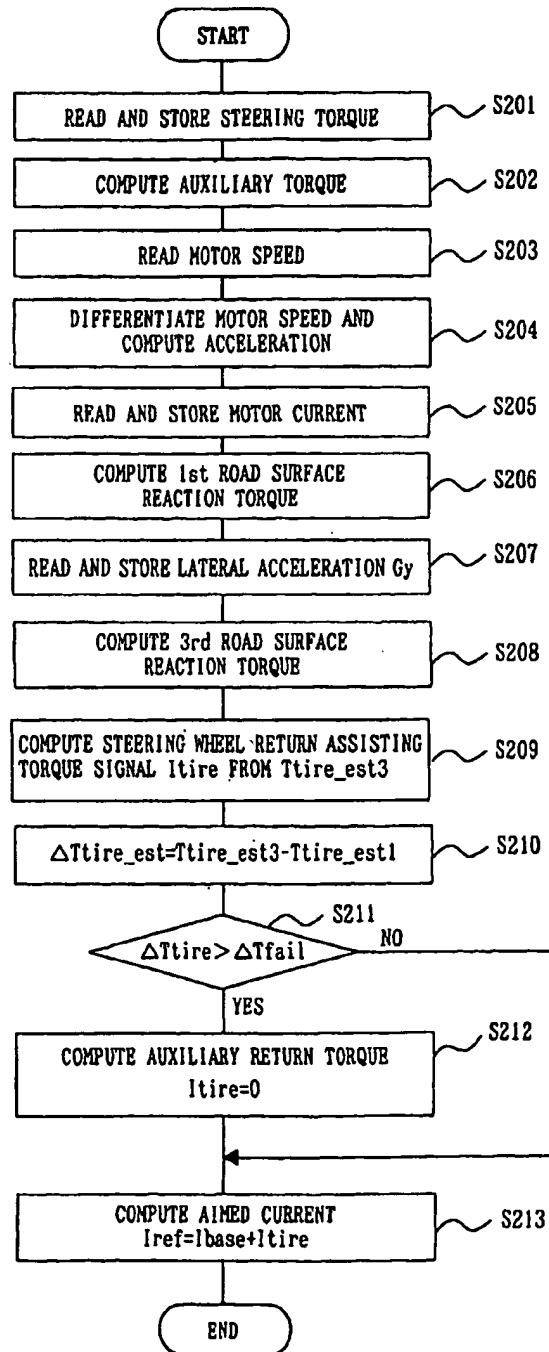 START
READ AND STORE STEERING TORQUE
S201
COMPUTE AUXILIARY TORQUE
S202
READ MOTOR SPEED
S203
DIFFERENTIATE MOTOR SPEED AND
COMPUTE ACCELERATION
S204
READ AND STORE MOTOR CURRENT
S205
COMPUTE 1st ROAD SURFACE
REACTION TORQUE
S206
READ AND STORE LATERAL ACCELERATION Gy
S207
COMPUTE 3rd ROAD SURFACE
REACTION TORQUE
S208
COMPUTE STEERING WHEEL RETURN ASSISTING
TORQUE SIGNAL Itire FROM Ttire_est3
S209
△Ttire_est=Ttire_est3-Ttire_est1
S210
S211
△Ttire>△Tfail
NO
YES
COMPUTE AUXILIARY RETURN TORQUE
Itire=0
S212
COMPUTE AIMED CURRENT
Iref=Ibase+Itire
S213
END